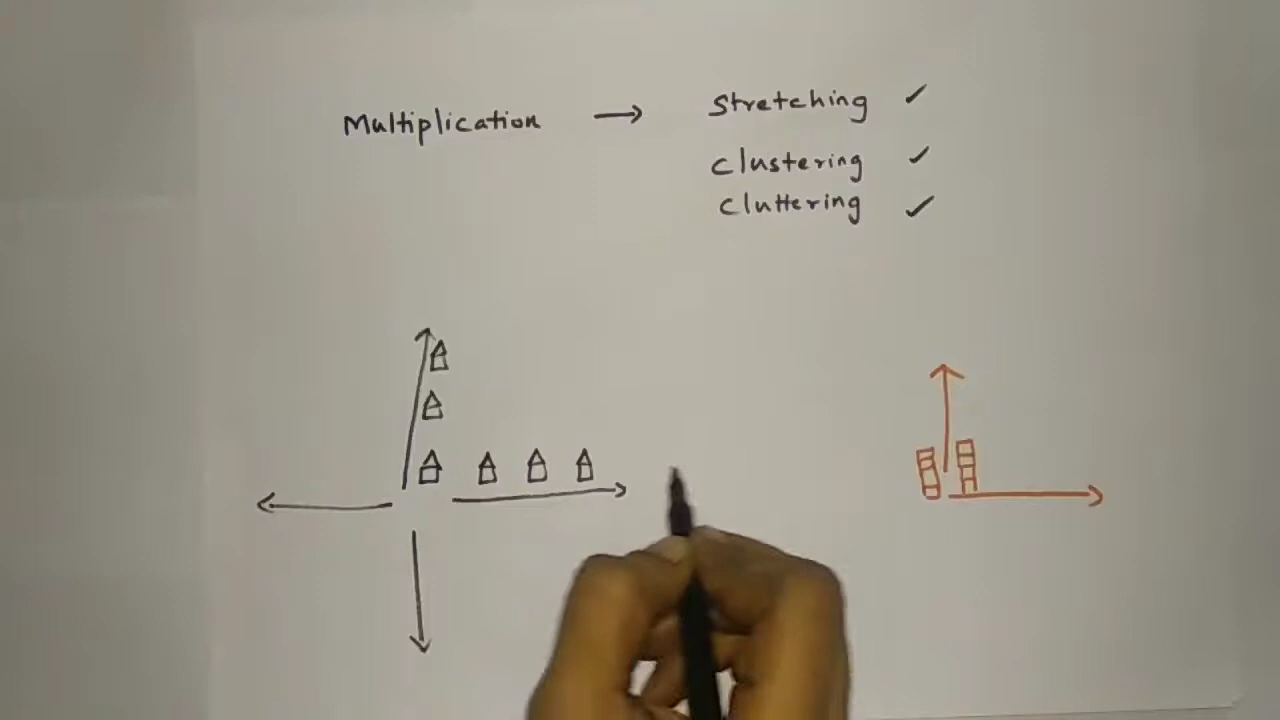 Multiplication → Stretching ✓
Clustering ✓
Cluttering ✓